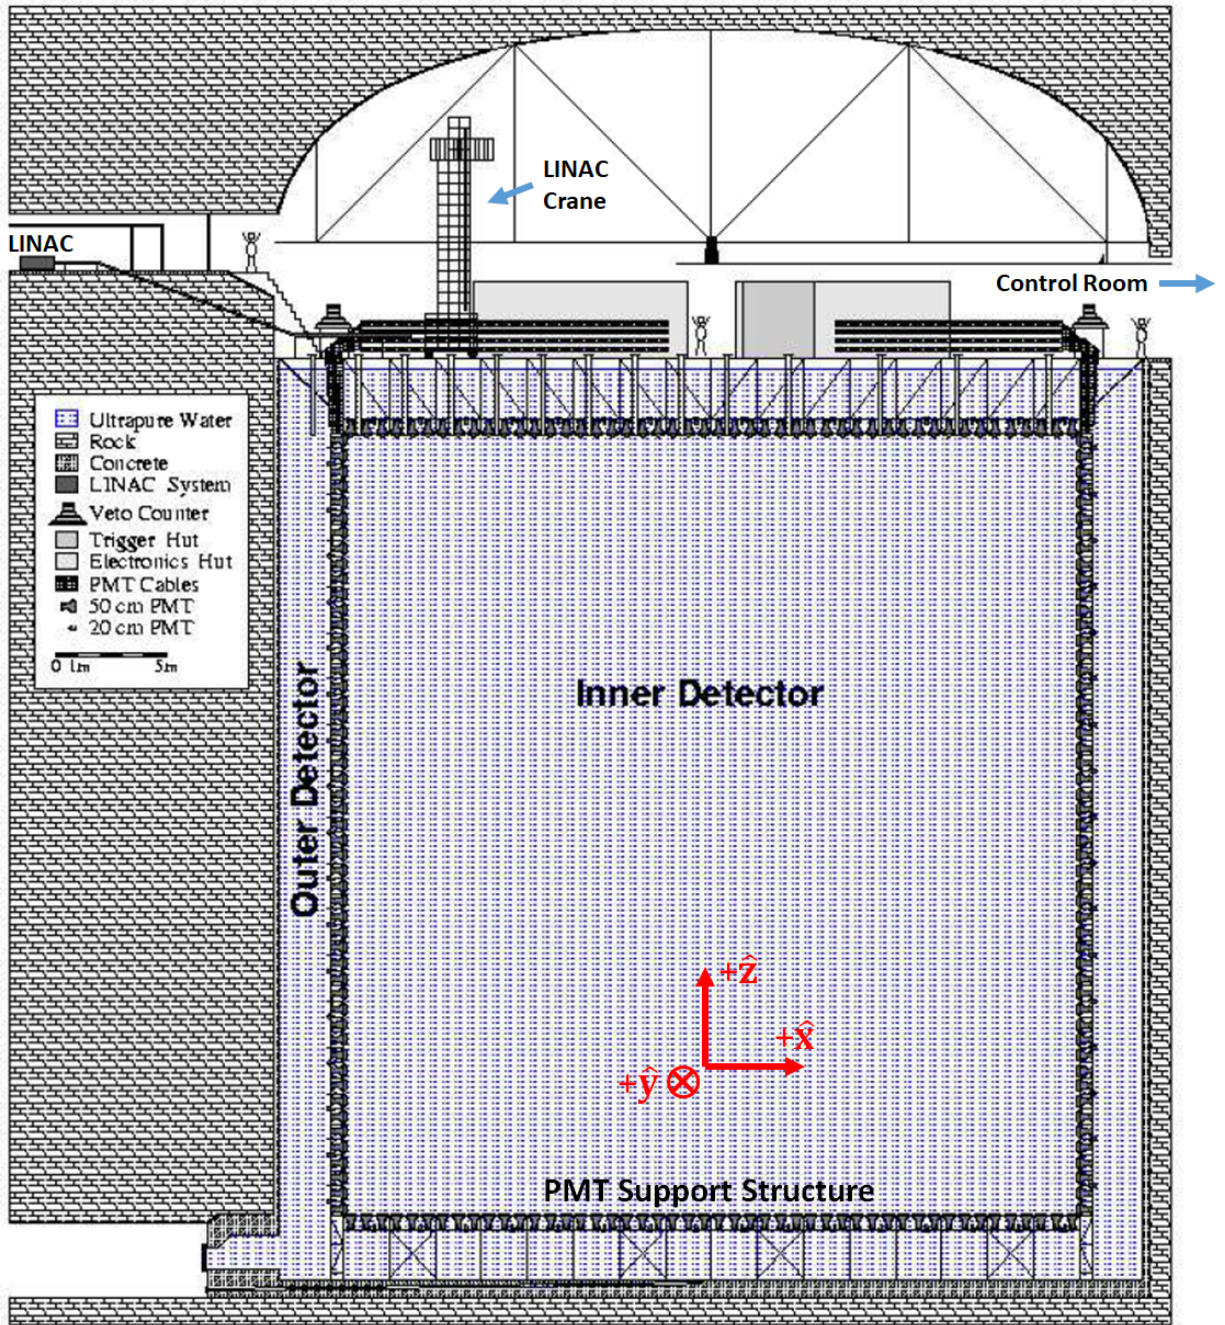 LINAC
Crane
LINAC
Control Room
Ultrapure Water
Rock
Concrete
LINAC System
Veto Counter
Trigger Hut
Electronics Hut
PMT Cables
50 cm PMT
20 cm PMT
0 1m 5m
Inner Detector
Outer Detector
+ẑ
+x̂
+ŷ
PMT Support Structure